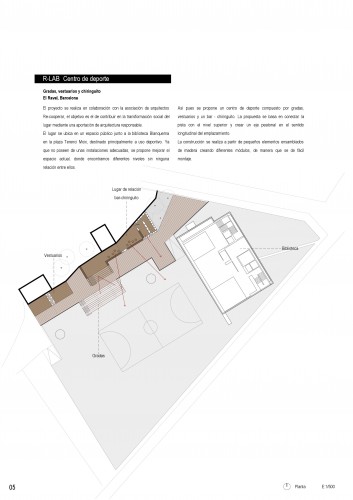 R-LAB Centro de deporte
Gradas, vestuarios y chiringuito
El Raval, Barcelona
El proyecto se realiza en colaboración con la asociación de arquitectos
Re-cooperar, el objetivo es el de contribuir en la transformación social del
lugar mediante una aportación de arquitectura responsable.
El lugar se ubica en un espacio público junto a la biblioteca Blanquerna
en la plaza Terenci Moix, destinado principalmente a uso deportivo. Ya
que no poseen de unas instalaciones adecuadas, se propone mejorar el
espacio actual donde encontramos diferentes niveles sin ninguna
relación entre ellos.
Así pues se propone un centro de deporte compuesto por gradas,
vestuarios y un bar - chiringuito. La propuesta se basa en conectar la
pista con el nivel superior y crear un eje peatonal en el sentido
longitudinal del emplazamiento.
La construcción se realiza a partir de pequeños elementos ensamblados
de madera creando diferentes módulos, de manera que es de fácil
montaje.
Lugar de relación
bar-chiringuito
Vestuarios
Biblioteca
Gradas
05
Planta
E 1/500